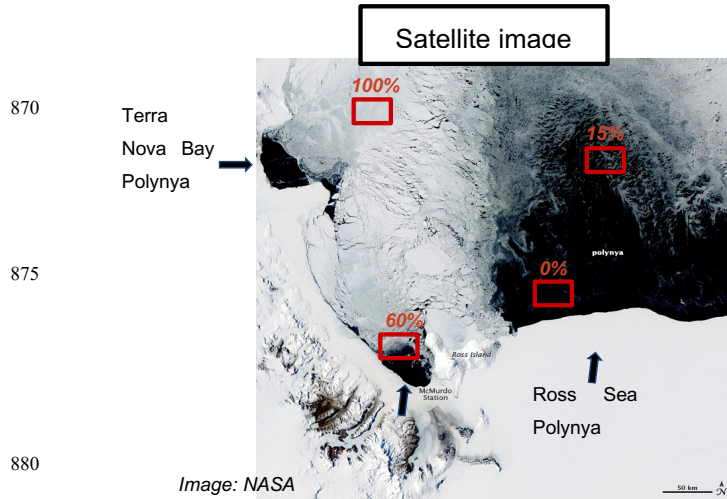 Satellite image
870
Terra
Nova Bay
Polynya
100%
15%
polynya
875
0%
60%
Ross Island
McMurdo
Station
Ross Sea
Polynya
880
Image: NASA
50 km
N